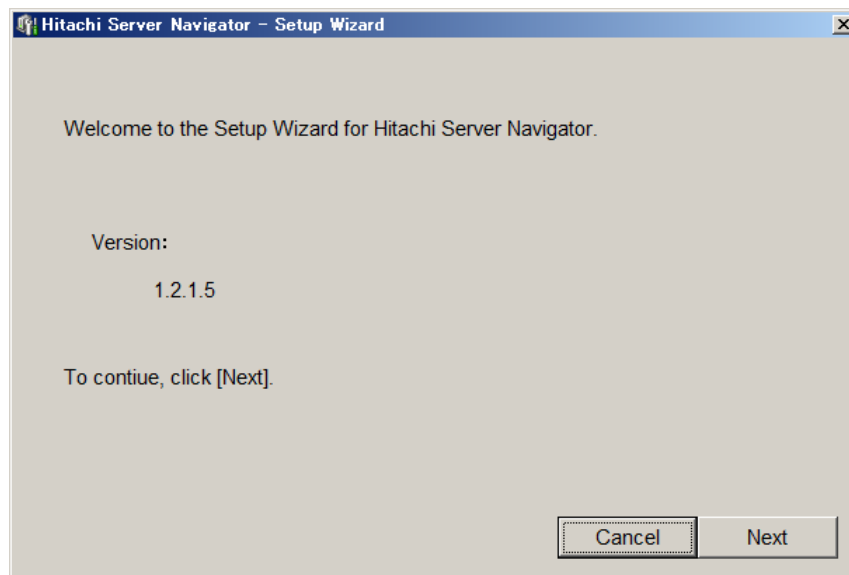 Hitachi Server Navigator - Setup Wizard
Welcome to the Setup Wizard for Hitachi Server Navigator.
Version:
1.2.1.5
To contiue, click [Next].
Cancel Next